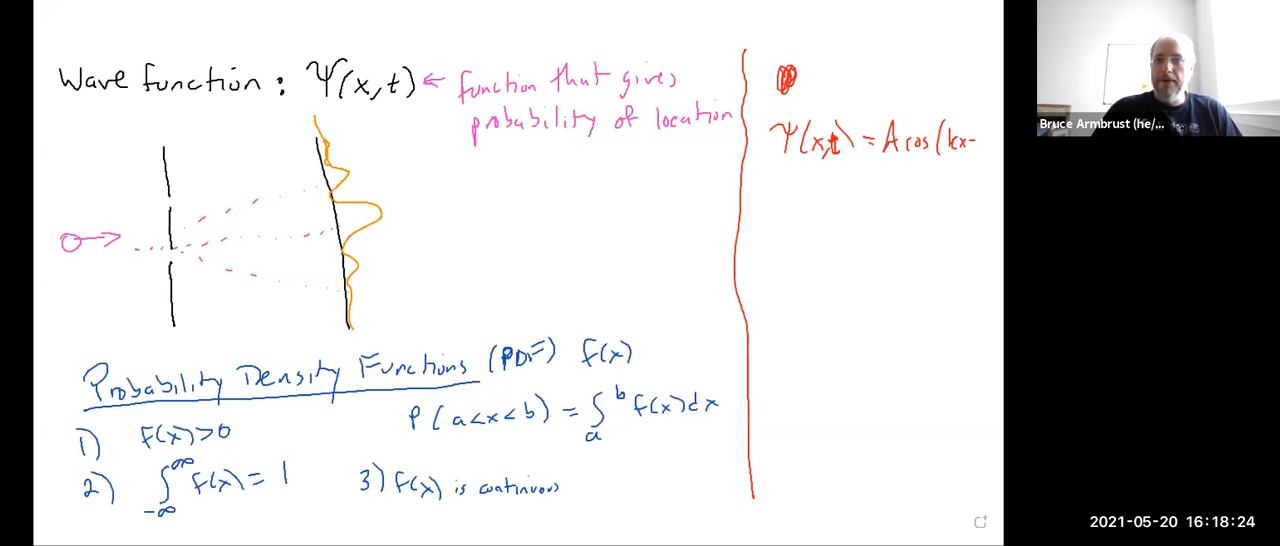 Wave function : Ψ(x,t) ← function that gives
probability of location
Probability Density Functions (PDF) f(x)
P(a<x<b) = ∫_a^b f(x)dx
1) f(x)>0
2) ∫_{-∞}^{∞} f(x) = 1
3) f(x) is continuous
Ψ(x,t) = A cos(kx-
Bruce Armbrust (he/...
2021-05-20 16:18:24